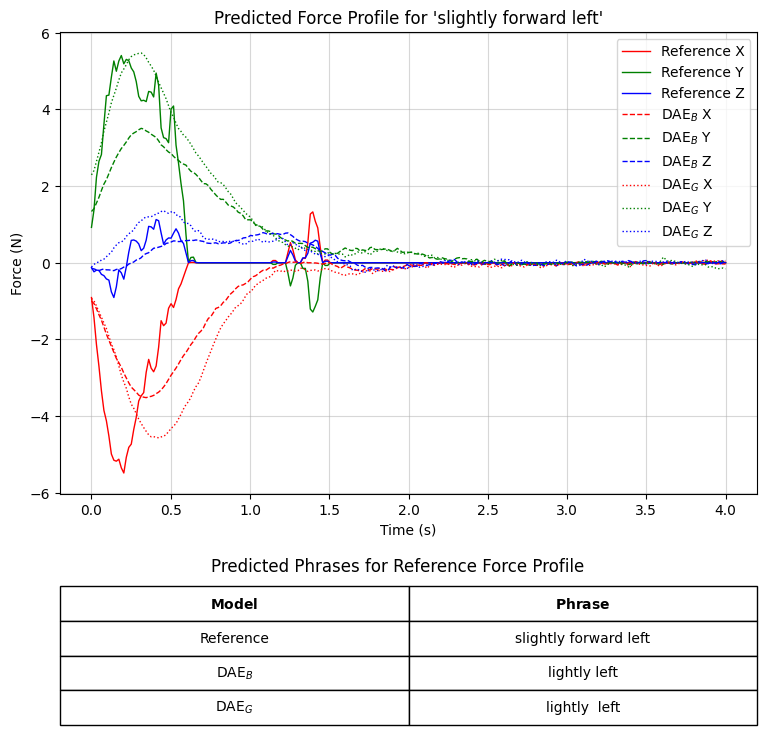 Predicted Force Profile for 'slightly forward left'
6
4
2
0
−2
−4
−6
Force (N)
Reference X
Reference Y
Reference Z
DAE_B X
DAE_B Y
DAE_B Z
DAE_G X
DAE_G Y
DAE_G Z
0.0 0.5 1.0 1.5 2.0 2.5 3.0 3.5 4.0
Time (s)
Predicted Phrases for Reference Force Profile
Model Phrase
Reference slightly forward left
DAE_B lightly left
DAE_G lightly  left